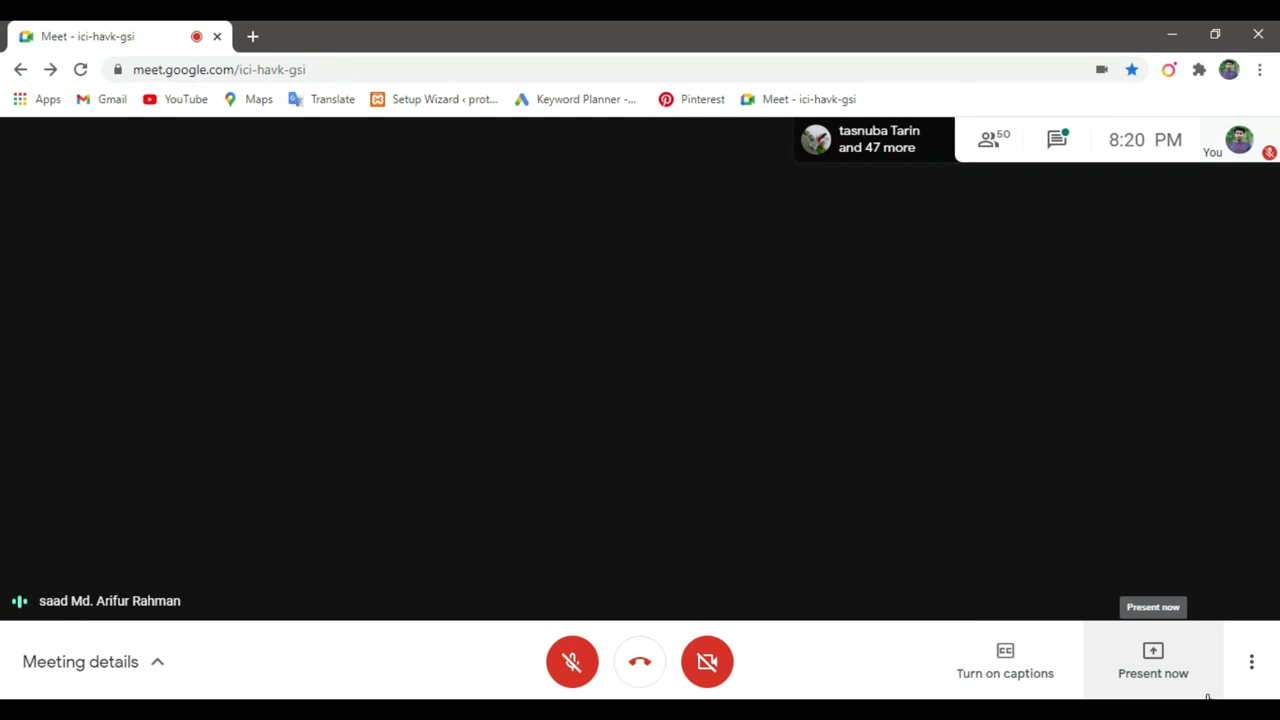 Meet - ici-havk-gsi
meet.google.com/ici-havk-gsi
Apps Gmail YouTube Maps Translate Setup Wizard ‹ prot... Keyword Planner -... Pinterest Meet - ici-havk-gsi
tasnuba Tarin
and 47 more
50
8:20 PM
You
saad Md. Arifur Rahman
Present now
Meeting details
CC
Turn on captions
Present now